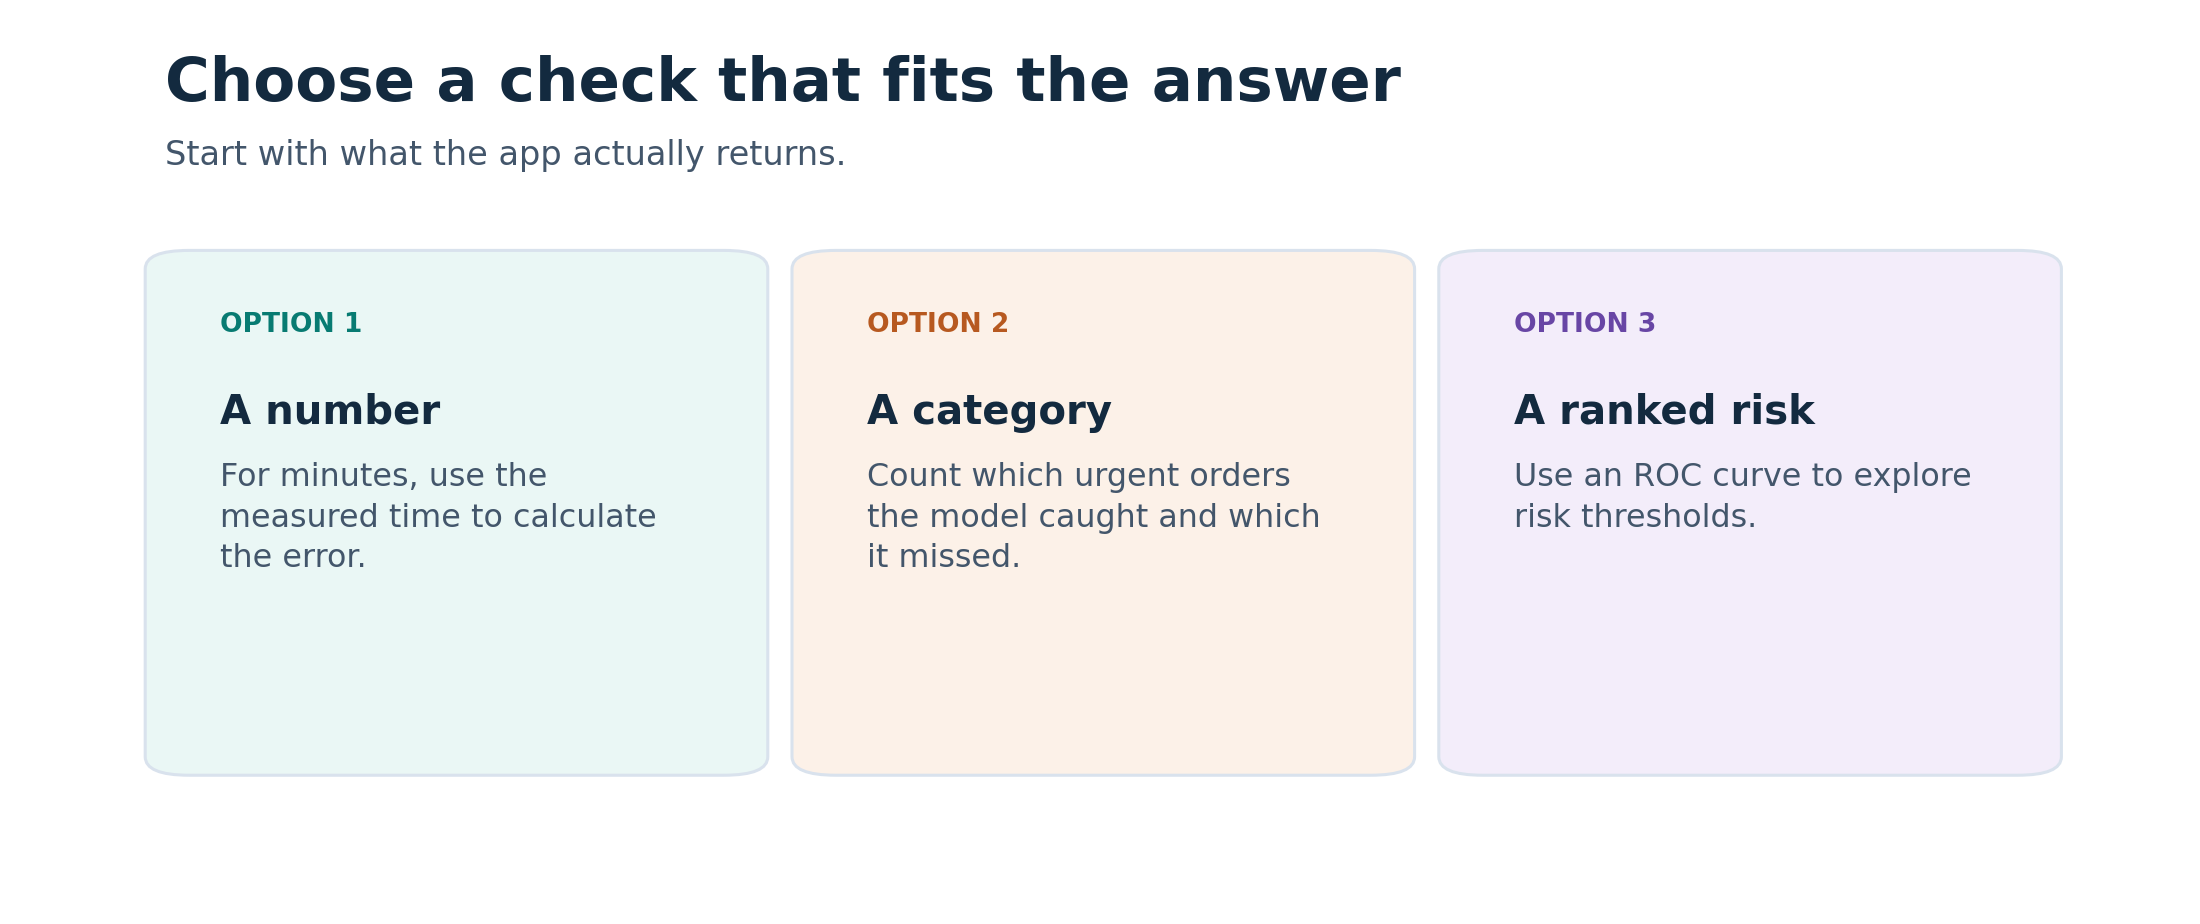 Choose a check that fits the answer
Start with what the app actually returns.
OPTION 1
A number
For minutes, use the
measured time to calculate
the error.
OPTION 2
A category
Count which urgent orders
the model caught and which
it missed.
OPTION 3
A ranked risk
Use an ROC curve to explore
risk thresholds.